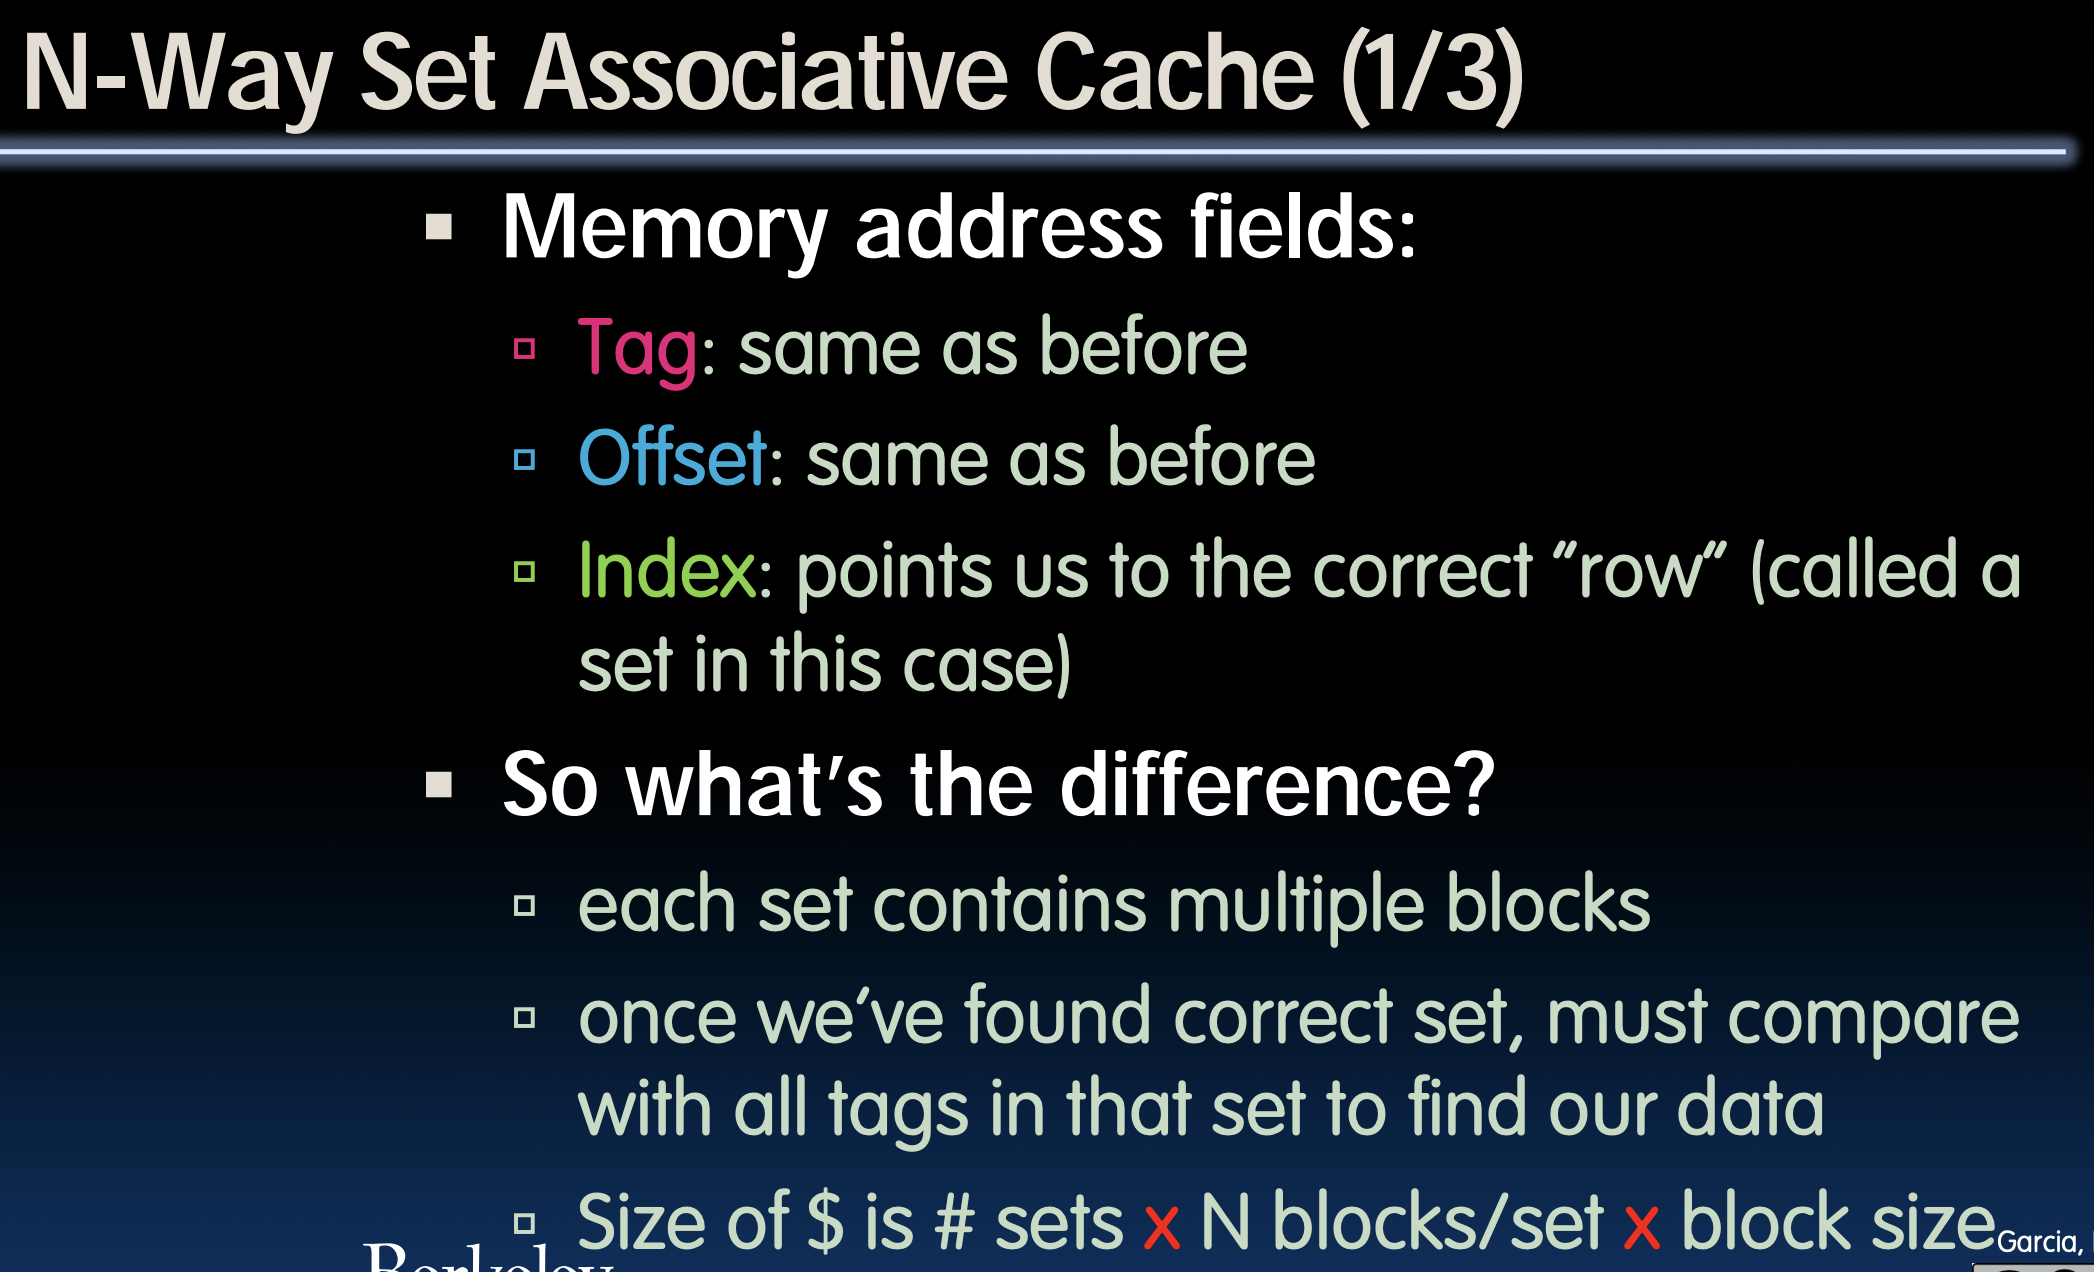 N-Way Set Associative Cache (1/3)
Memory address fields:
Tag: same as before
Offset: same as before
Index: points us to the correct “row” (called a
set in this case)
So what’s the difference?
each set contains multiple blocks
once we’ve found correct set, must compare
with all tags in that set to find our data
Size of $ is # sets x N blocks/set x block size
Garcia,
Berkeley